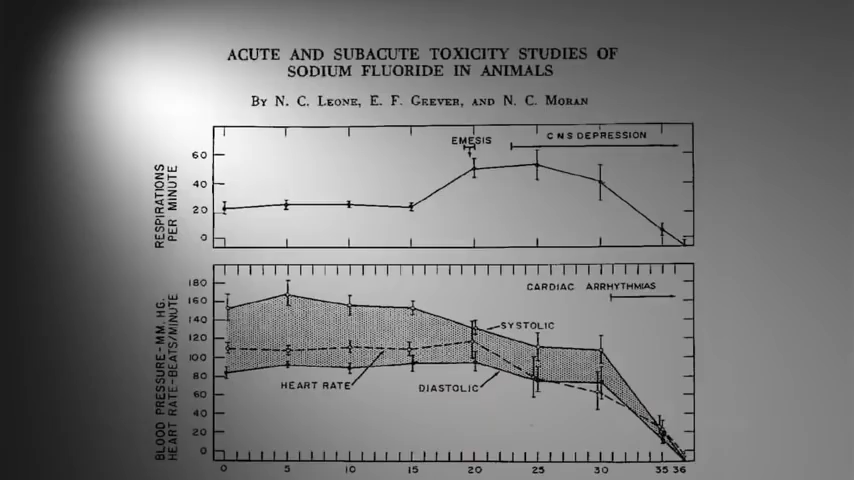 ACUTE AND SUBACUTE TOXICITY STUDIES OF
SODIUM FLUORIDE IN ANIMALS
BY N. C. LEONE, E. F. GEEVER, AND N. C. MORAN
EMESIS
CNS DEPRESSION
RESPIRATIONS
PER MINUTE
60
40
20
0
CARDIAC ARRHYTHMIAS
SYSTOLIC
HEART RATE
DIASTOLIC
BLOOD PRESSURE-MM. HG.
HEART RATE-BEATS/MINUTE
180
160
140
120
100
80
60
40
20
0
0 5 10 15 20 25 30 35 36